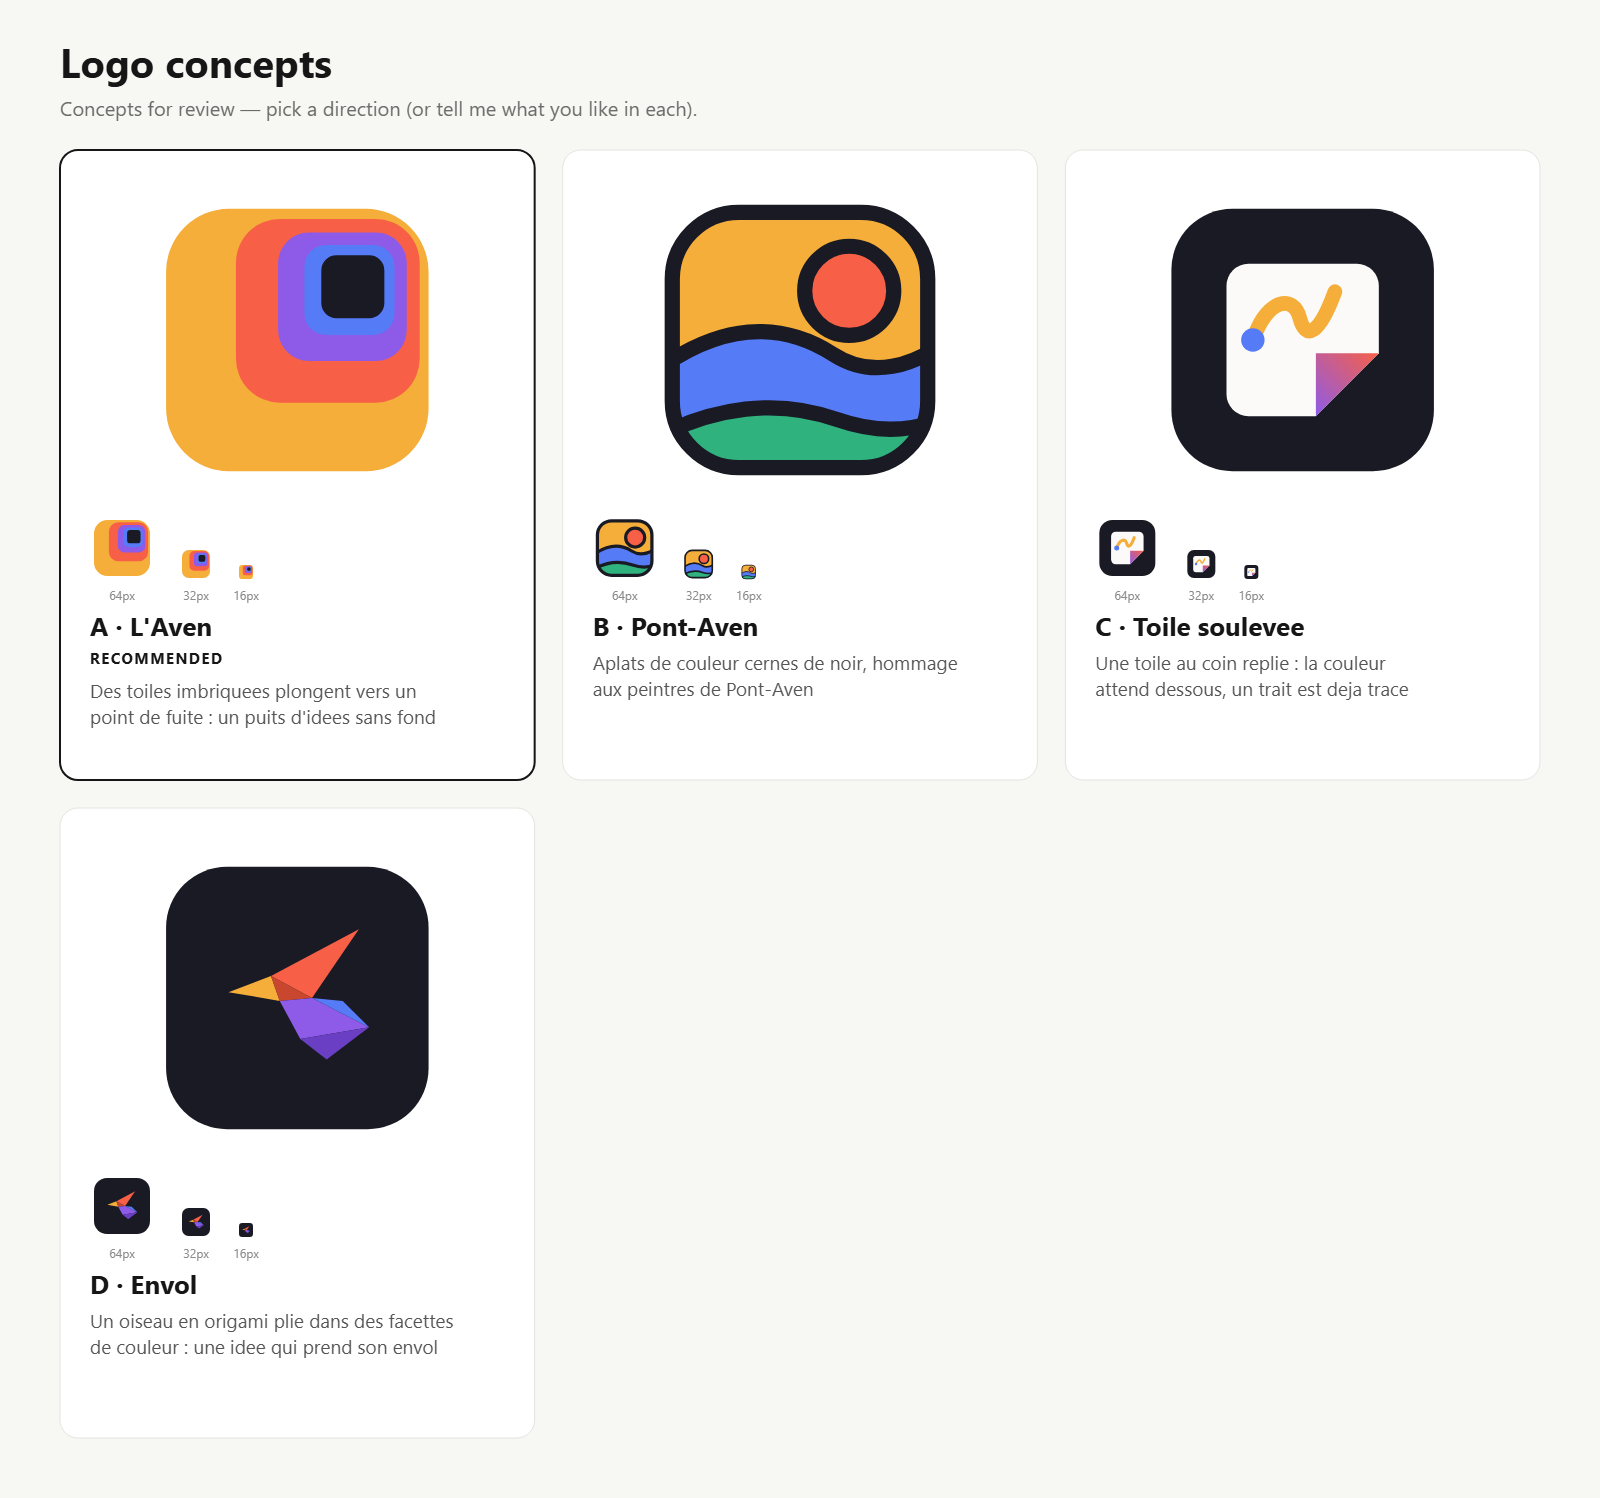 Logo concepts
Concepts for review — pick a direction (or tell me what you like in each).
64px 32px 16px
A · L'Aven
RECOMMENDED
Des toiles imbriquees plongent vers un
point de fuite : un puits d'idees sans fond
64px 32px 16px
B · Pont-Aven
Aplats de couleur cernes de noir, hommage
aux peintres de Pont-Aven
64px 32px 16px
C · Toile soulevee
Une toile au coin replie : la couleur
attend dessous, un trait est deja trace
64px 32px 16px
D · Envol
Un oiseau en origami plie dans des facettes
de couleur : une idee qui prend son envol